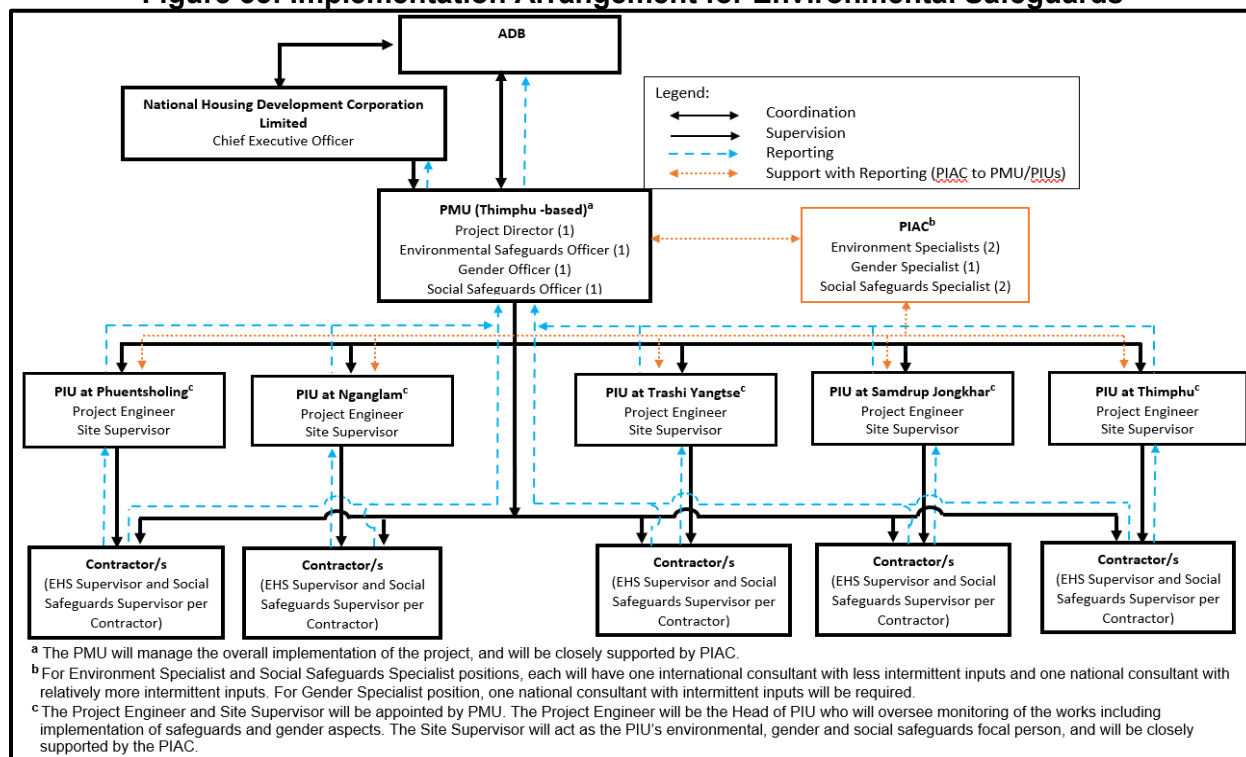 Figure 33: Implementation Arrangement for Environmental Safeguards
ADB
National Housing Development Corporation
Limited
Chief Executive Officer
Legend:
Coordination
Supervision
Reporting
Support with Reporting (PIAC to PMU/PIUs)
PMU (Thimphu -based)a
Project Director (1)
Environmental Safeguards Officer (1)
Gender Officer (1)
Social Safeguards Officer (1)
PIACb
Environment Specialists (2)
Gender Specialist (1)
Social Safeguards Specialist (2)
PIU at Phuentsholingc
Project Engineer
Site Supervisor
PIU at Nganglamc
Project Engineer
Site Supervisor
PIU at Trashi Yangtsec
Project Engineer
Site Supervisor
PIU at Samdrup Jongkharc
Project Engineer
Site Supervisor
PIU at Thimphuc
Project Engineer
Site Supervisor
Contractor/s
(EHS Supervisor and Social
Safeguards Supervisor per
Contractor)
Contractor/s
(EHS Supervisor and Social
Safeguards Supervisor per
Contractor)
Contractor/s
(EHS Supervisor and Social
Safeguards Supervisor per
Contractor)
Contractor/s
(EHS Supervisor and Social
Safeguards Supervisor per
Contractor)
Contractor/s
(EHS Supervisor and Social
Safeguards Supervisor per
Contractor)
a The PMU will manage the overall implementation of the project, and will be closely supported by PIAC.
b For Environment Specialist and Social Safeguards Specialist positions, each will have one international consultant with less intermittent inputs and one national consultant with
relatively more intermittent inputs. For Gender Specialist position, one national consultant with intermittent inputs will be required.
c The Project Engineer and Site Supervisor will be appointed by PMU. The Project Engineer will be the Head of PIU who will oversee monitoring of the works including
implementation of safeguards and gender aspects. The Site Supervisor will act as the PIU's environmental, gender and social safeguards focal person, and will be closely
supported by the PIAC.